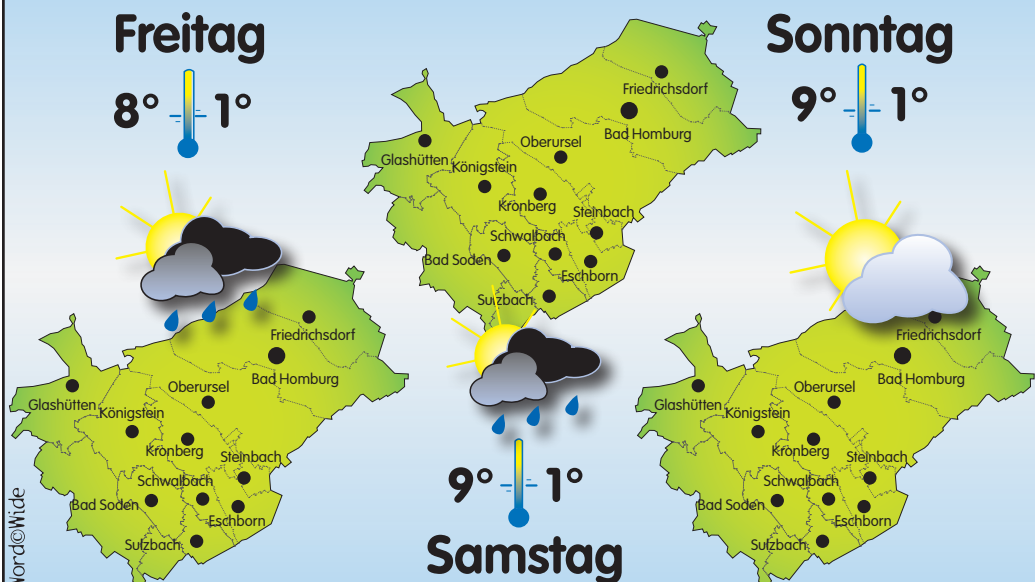 Freitag
8° 1°
Friedrichsdorf
Bad Homburg
Oberursel
Glashütten
Königstein
Kronberg
Steinbach
Schwalbach
Bad Soden
Eschborn
Sulzbach
Friedrichsdorf
Bad Homburg
Oberursel
Glashütten
Königstein
Kronberg
Steinbach
Schwalbach
Bad Soden
Eschborn
Sulzbach
9° 1°
Samstag
Sonntag
9° 1°
Friedrichsdorf
Bad Homburg
Oberursel
Glashütten
Königstein
Kronberg
Steinbach
Schwalbach
Bad Soden
Eschborn
Sulzbach
Word©Wide